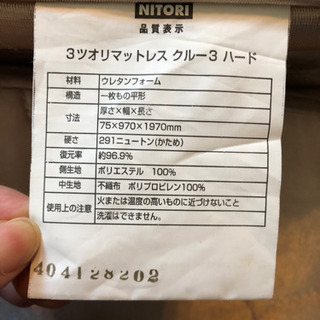 NITORI
品質表示
3ツオリマットレス クルー3 ハード
材料 ウレタンフォーム
構造 一枚もの平形
寸法 厚さ×幅×長さ
75×970×1970mm
硬さ 291ニュートン(かため)
復元率 約96.9%
側生地 ポリエステル 100%
中生地 不織布 ポリプロピレン100%
使用上の注意 火または温度の高いものに近づけないこと
洗濯はできません。
404128202